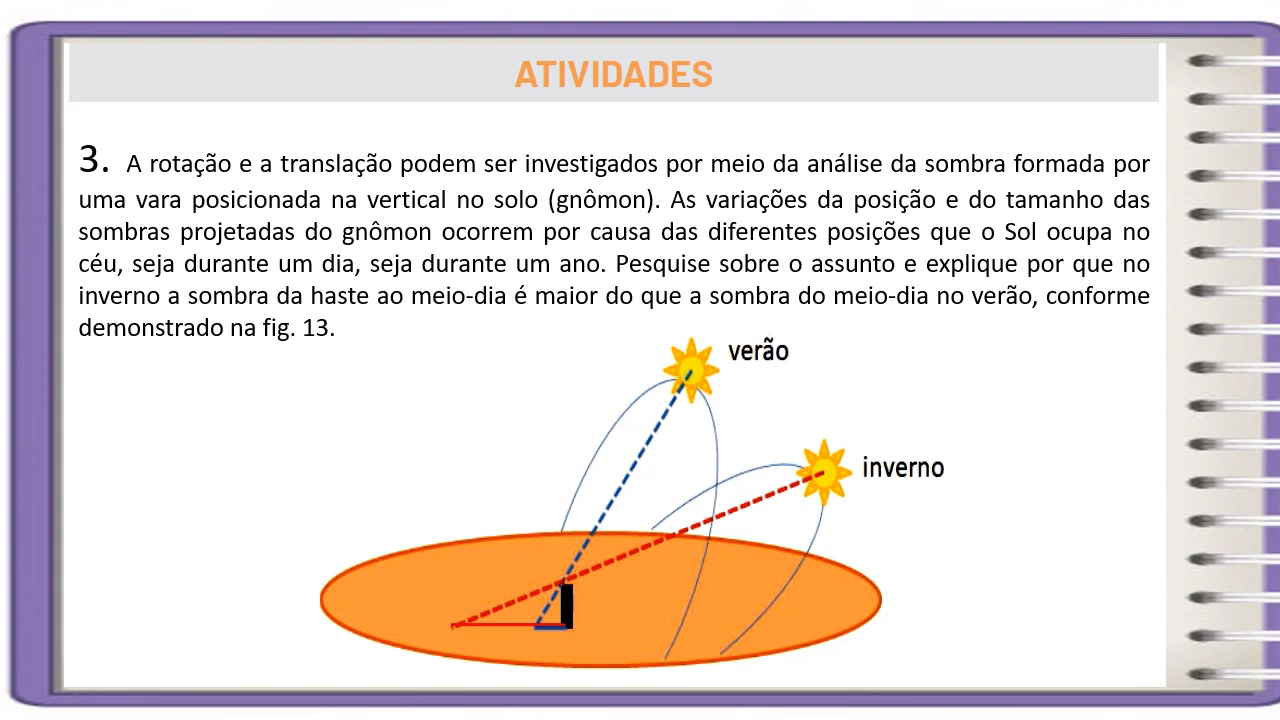 ATIVIDADES
3. A rotação e a translação podem ser investigados por meio da análise da sombra formada por
uma vara posicionada na vertical no solo (gnômon). As variações da posição e do tamanho das
sombras projetadas do gnômon ocorrem por causa das diferentes posições que o Sol ocupa no
céu, seja durante um dia, seja durante um ano. Pesquise sobre o assunto e explique por que no
inverno a sombra da haste ao meio-dia é maior do que a sombra do meio-dia no verão, conforme
demonstrado na fig. 13.
verão
inverno